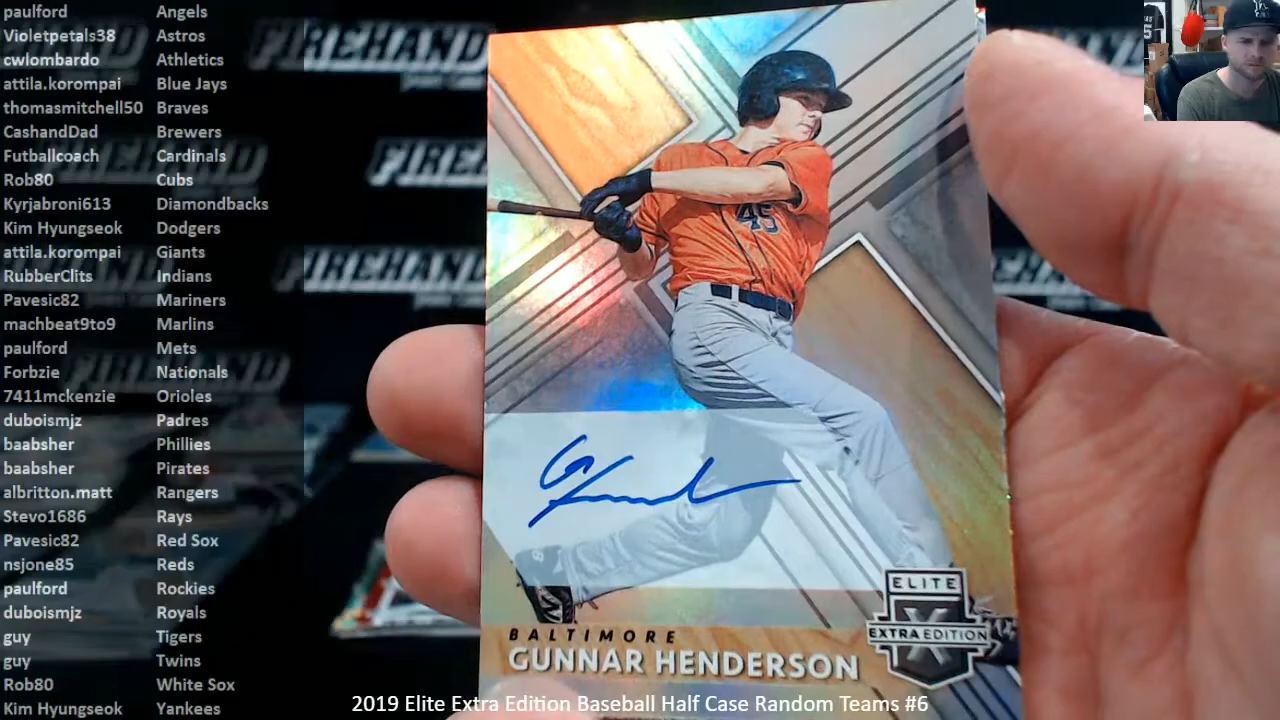 paulford Angels
Violetpetals38 Astros
cwlombardo Athletics
attila.korompai Blue Jays
thomasmitchell50 Braves
CashandDad Brewers
Futballcoach Cardinals
Rob80 Cubs
Kyrjabroni613 Diamondbacks
Kim Hyungseok Dodgers
attila.korompai Giants
RubberClits Indians
Pavesic82 Mariners
machbeat9to9 Marlins
paulford Mets
Forbzie Nationals
7411mckenzie Orioles
duboismjz Padres
baabsher Phillies
baabsher Pirates
albritton.matt Rangers
Stevo1686 Rays
Pavesic82 Red Sox
nsjone85 Reds
paulford Rockies
duboismjz Royals
guy Tigers
guy Twins
Rob80 White Sox
Kim Hyungseok Yankees
FIREHAND
45
ELITE
X
EXTRA EDITION
BALTIMORE
GUNNAR HENDERSON
2019 Elite Extra Edition Baseball Half Case Random Teams #6